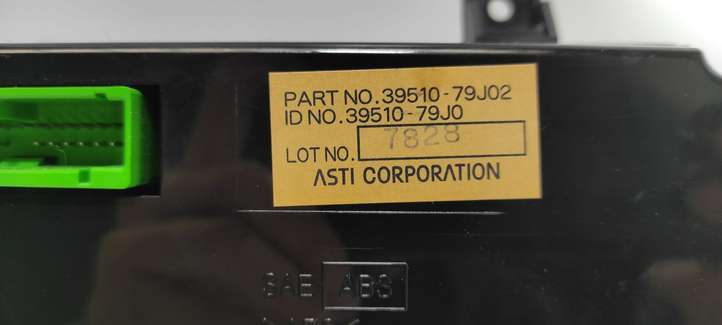 PART NO. 39510-79J02
ID NO. 39510-79J0
LOT NO. 7828
ASTI CORPORATION
SAE ABS